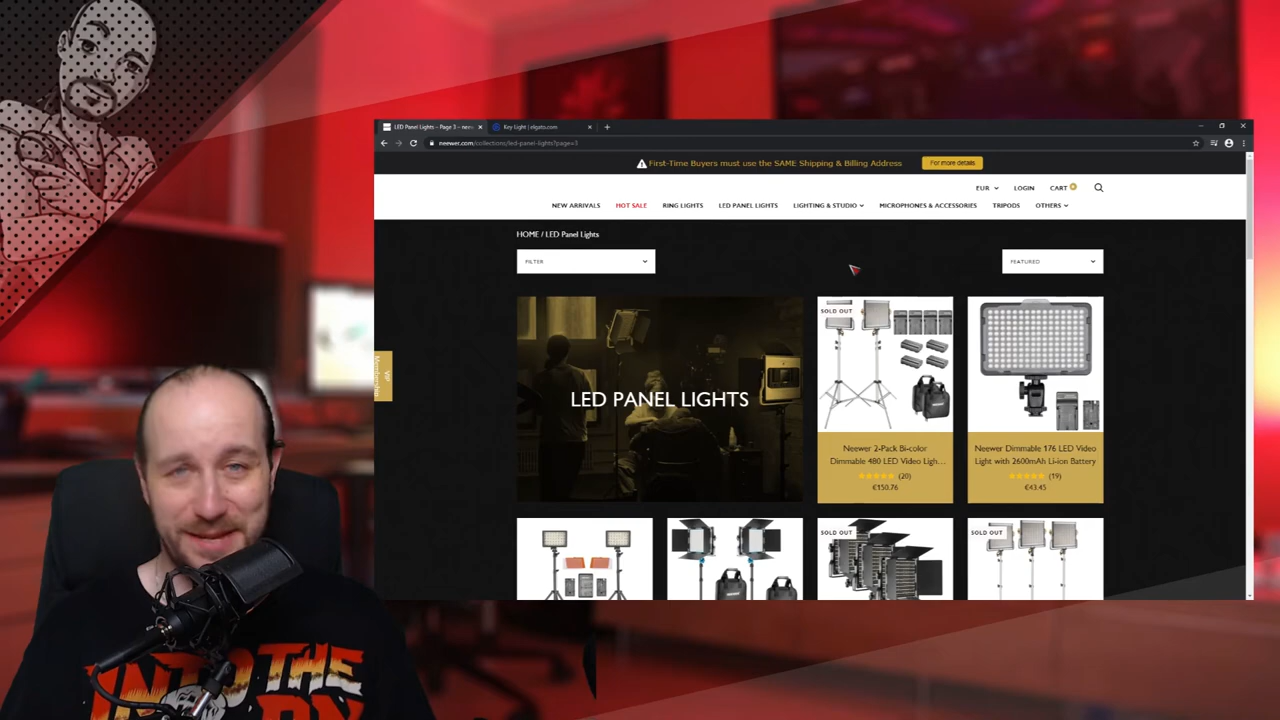 LED Panel Lights – Page 3 – neew
Key Light | elgato.com
neewer.com/collections/led-panel-lights?page=3
First-Time Buyers must use the SAME Shipping & Billing Address
For more details
EUR LOGIN CART
NEW ARRIVALS HOT SALE RING LIGHTS LED PANEL LIGHTS LIGHTING & STUDIO MICROPHONES & ACCESSORIES TRIPODS OTHERS
HOME / LED Panel Lights
FILTER
FEATURED
LED PANEL LIGHTS
SOLD OUT
Neewer 2-Pack Bi-color
Dimmable 480 LED Video Ligh...
(20)
€150.76
Neewer Dimmable 176 LED Video
Light with 2600mAh Li-ion Battery
(19)
€43.45
VIP
Membership
SOLD OUT
SOLD OUT
INTO THE